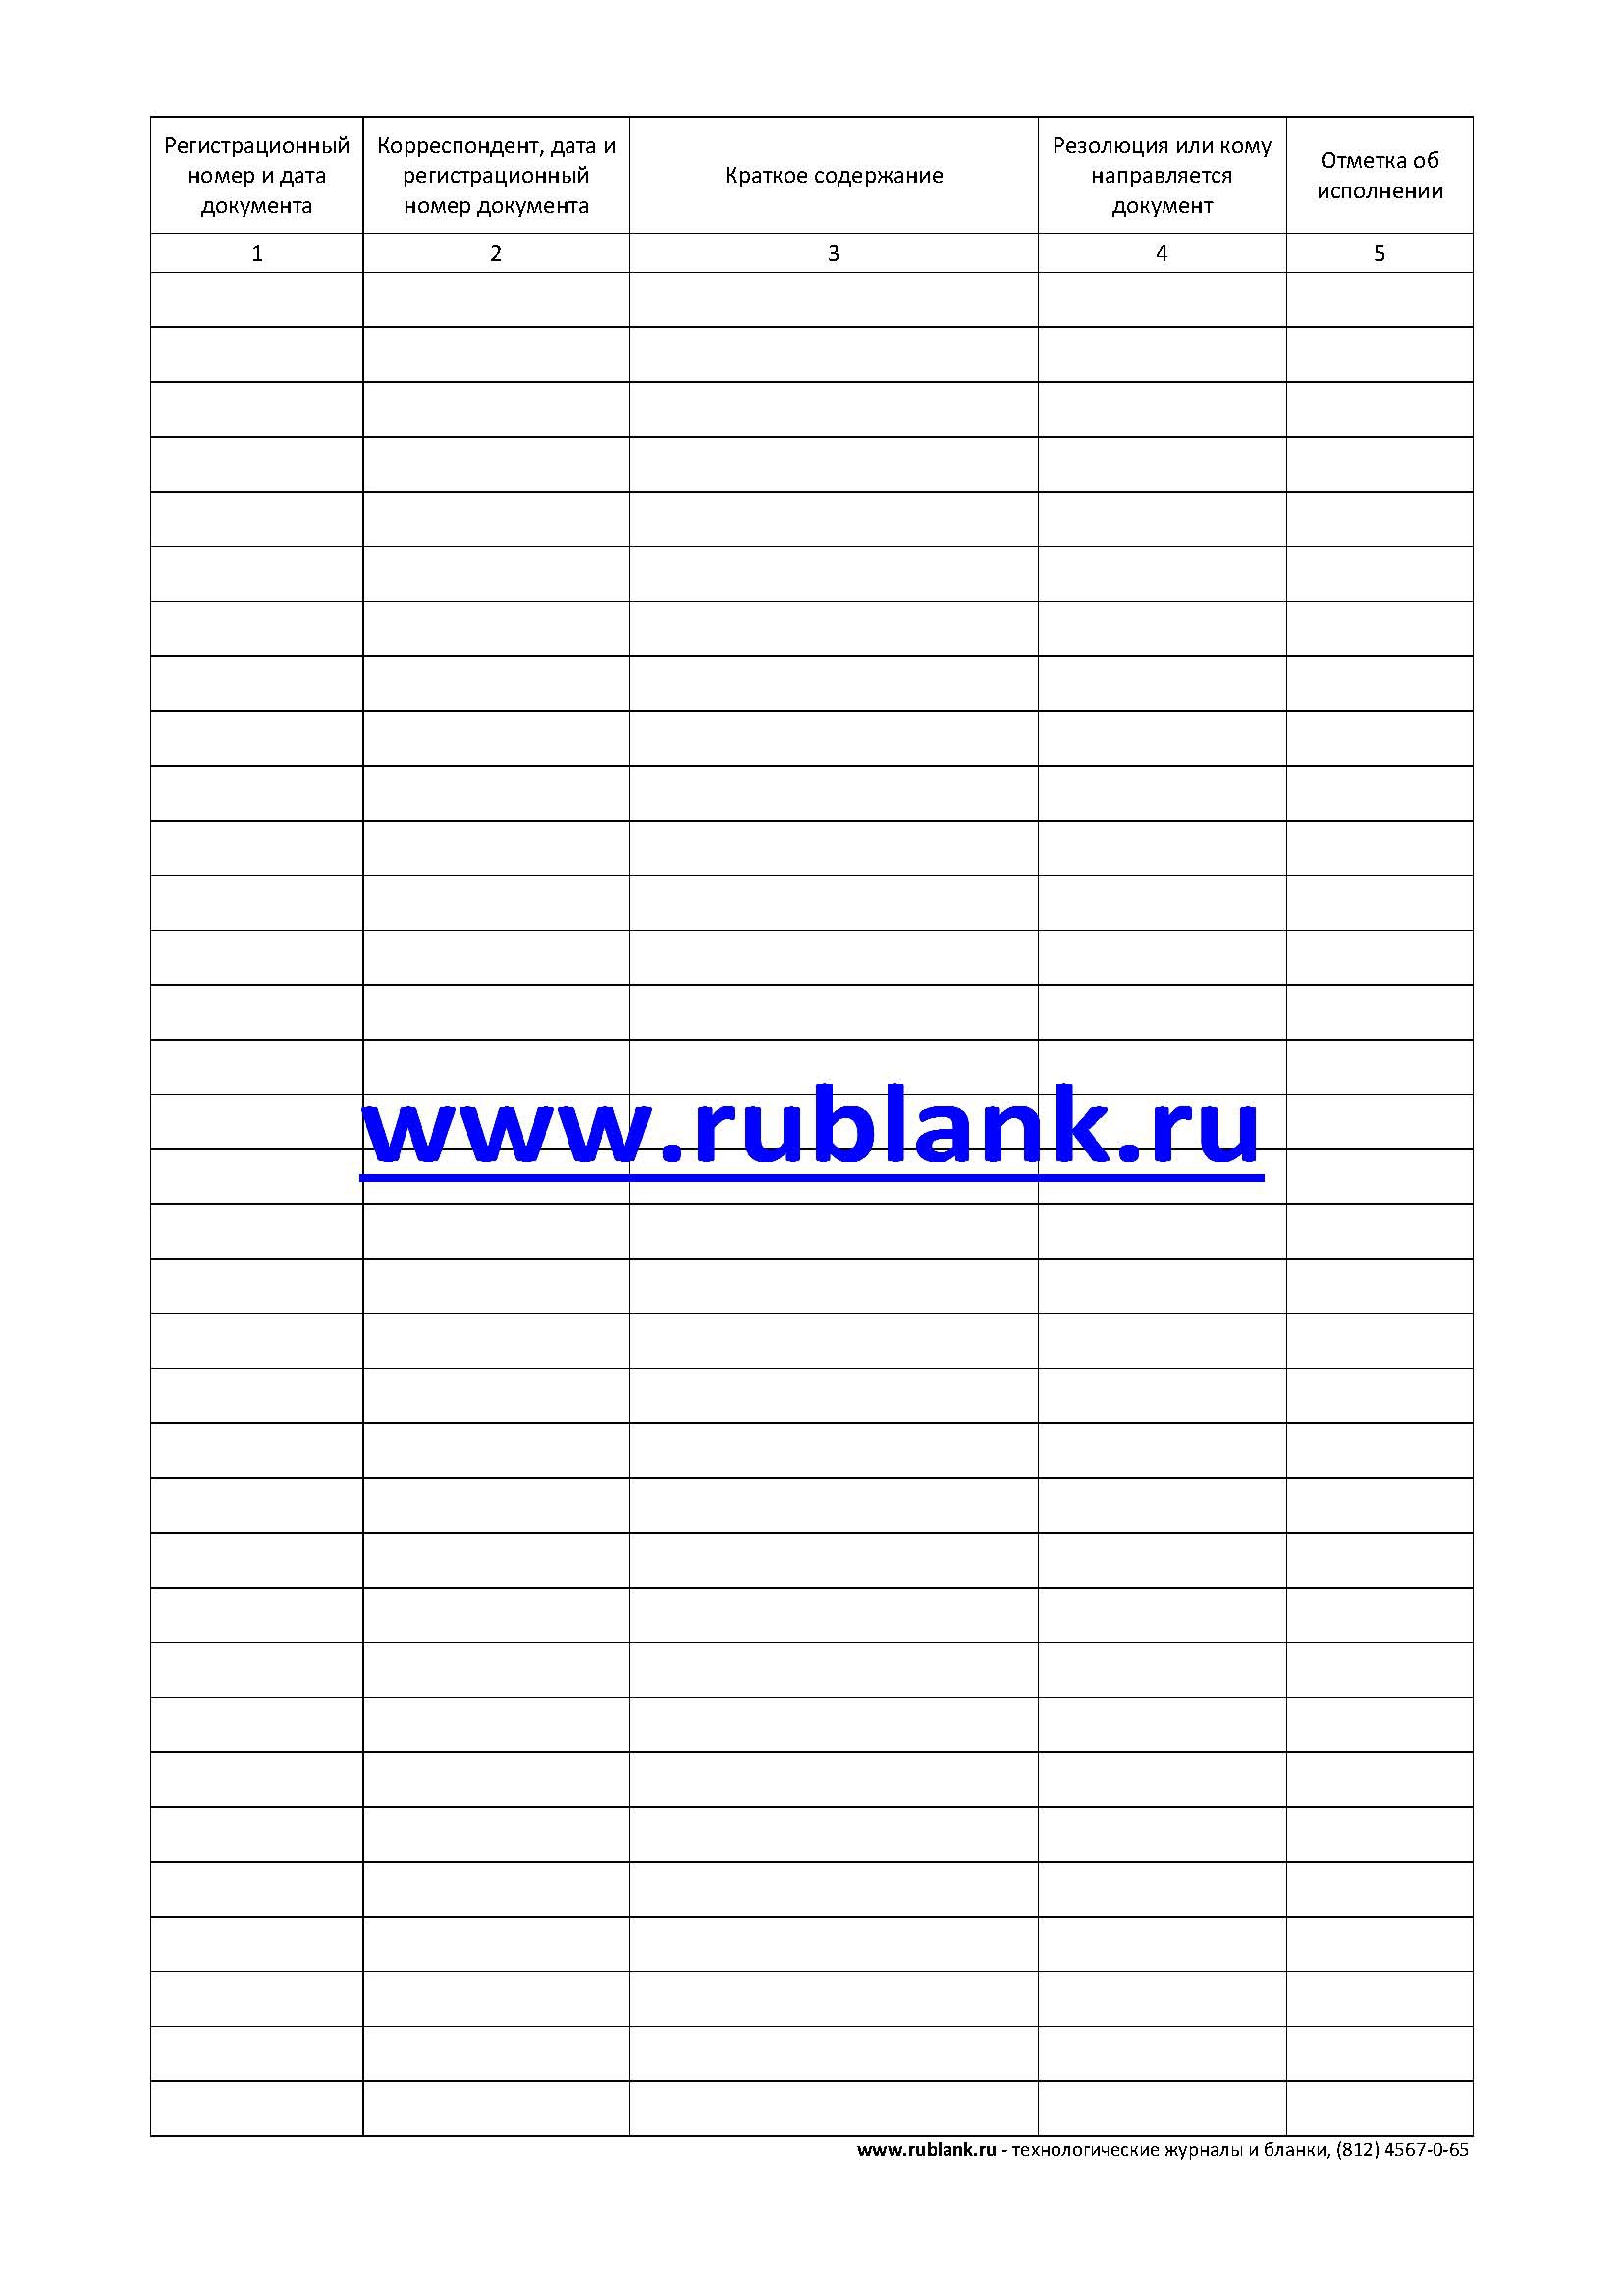 Регистрационный
номер и дата
документа
Корреспондент, дата и
регистрационный
номер документа
Краткое содержание
Резолюция или кому
направляется
документ
Отметка об
исполнении
1 2 3 4 5
www.rublank.ru
www.rublank.ru - технологические журналы и бланки, (812) 4567-0-65